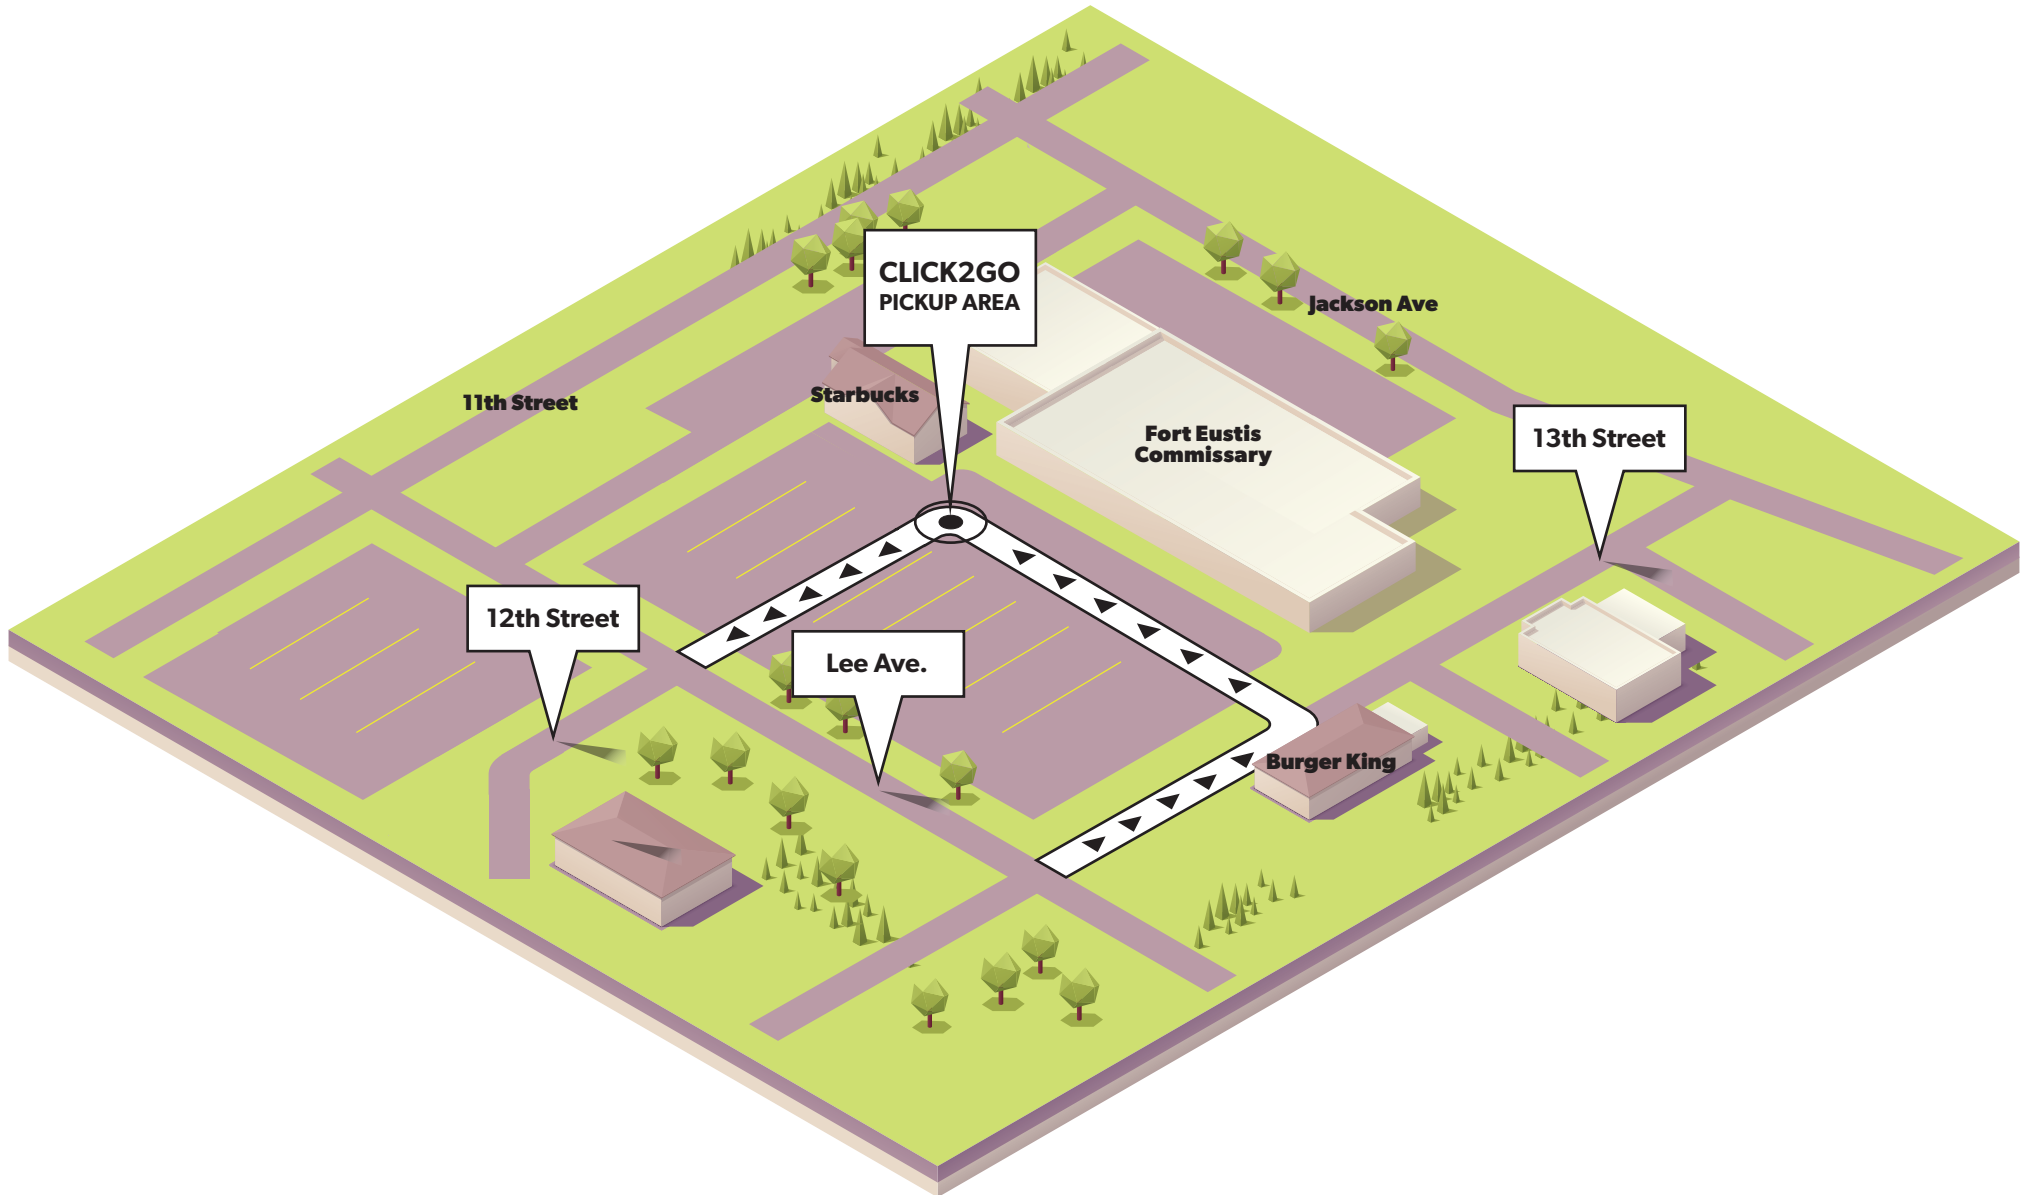 CLICK2GO
PICKUP AREA
Jackson Ave
Starbucks
11th Street
Fort Eustis
Commissary
13th Street
12th Street
Lee Ave.
Burger King